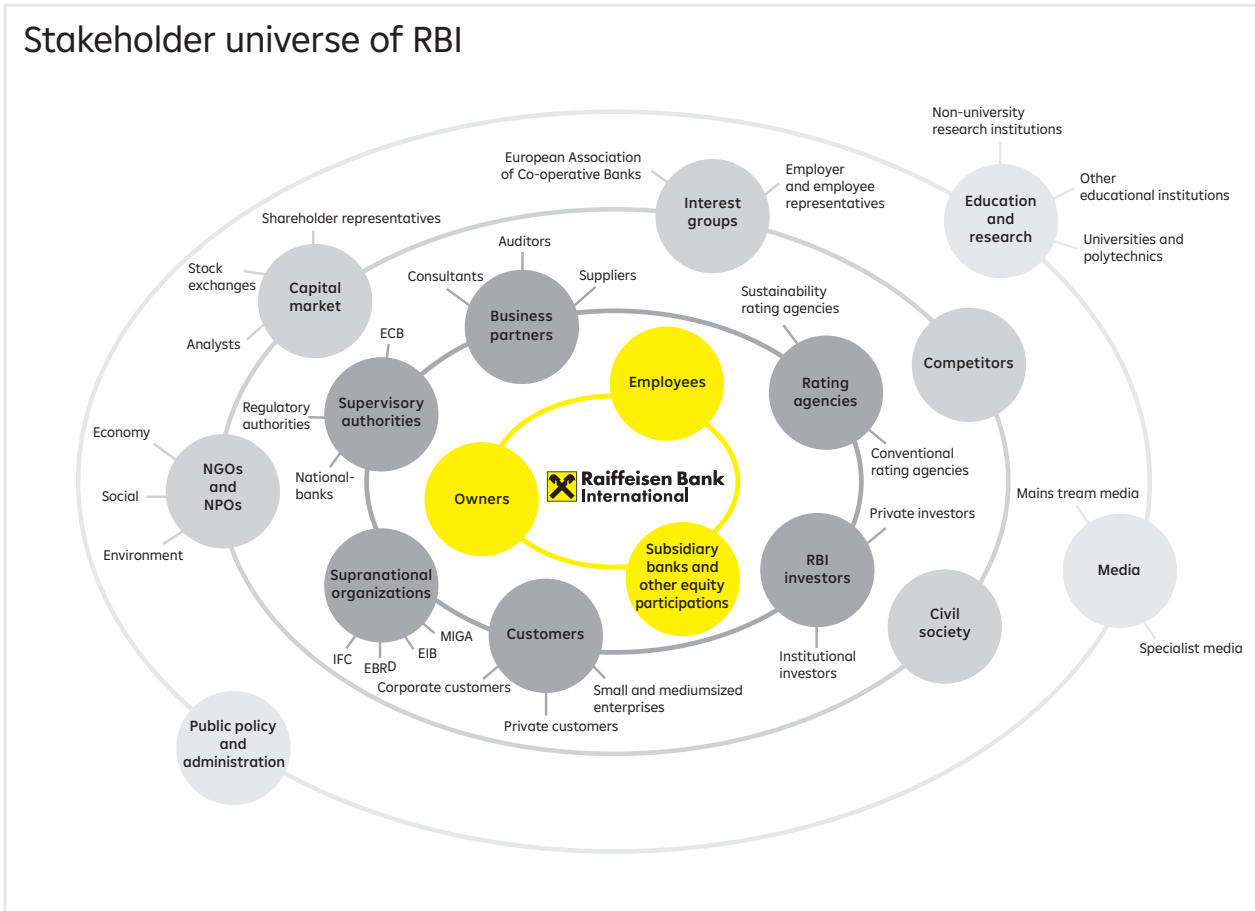 Stakeholder universe of RBI
Non-university
research institutions
European Association
of Co-operative Banks
Interest
groups
Employer
and employee
representatives
Education
and
research
Other
educational institutions
Universities and
polytechnics
Shareholder representatives
Stock
exchanges
Capital
market
Analysts
Auditors
Consultants
Suppliers
Business
partners
Sustainability
rating agencies
Rating
agencies
Conventional
rating agencies
Competitors
ECB
Supervisory
authorities
Regulatory
authorities
National-
banks
Employees
Economy
Social
Environment
NGOs
and
NPOs
Owners
Raiffeisen Bank
International
Subsidiary
banks and
other equity
participations
Private investors
RBI
investors
Institutional
investors
Mains tream media
Media
Specialist media
Supranational
organizations
IFC
EBRD
EIB
MIGA
Customers
Corporate customers
Private customers
Small and mediumsized
enterprises
Civil
society
Public policy
and
administration